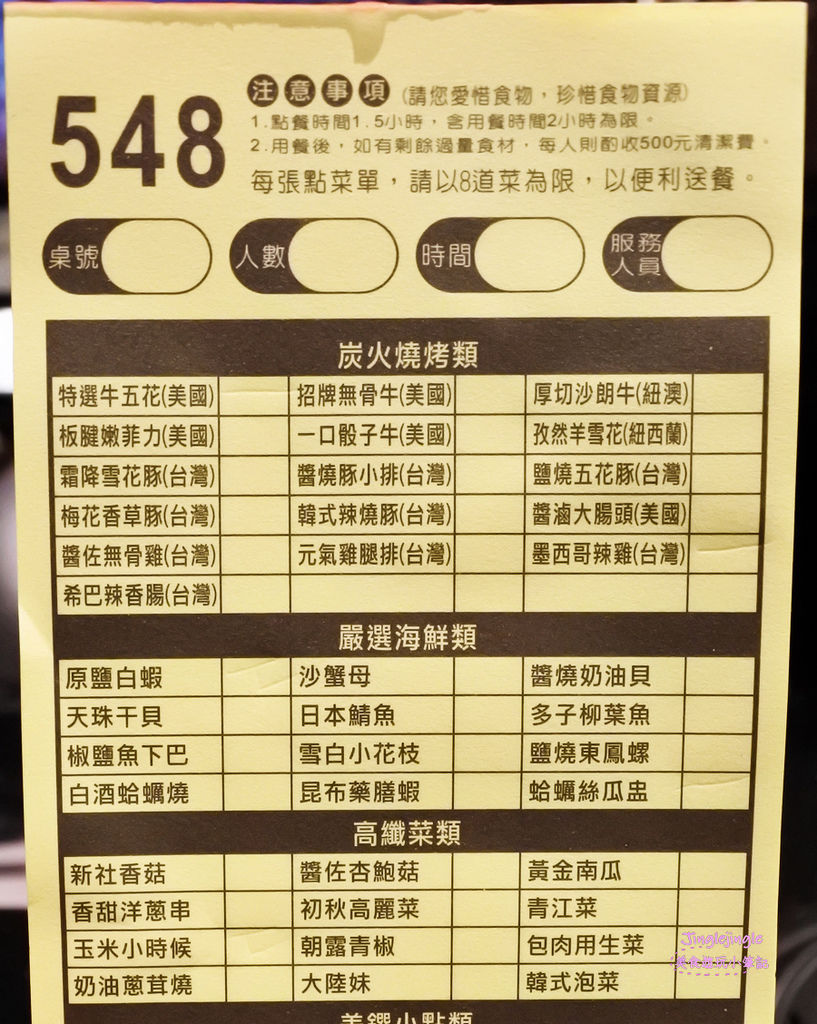 548
注意事項 (請您愛惜食物，珍惜食物資源)
1.點餐時間1.5小時，含用餐時間2小時為限。
2.用餐後，如有剩餘過量食材，每人則酌收500元清潔費。
每張點菜單，請以8道菜為限，以便利送餐。
桌號 人數 時間 服務人員
炭火燒烤類
特選牛五花(美國) 招牌無骨牛(美國) 厚切沙朗牛(紐澳)
板腱嫩菲力(美國) 一口骰子牛(美國) 孜然羊雪花(紐西蘭)
霜降雪花豚(台灣) 醬燒豚小排(台灣) 鹽燒五花豚(台灣)
梅花香草豚(台灣) 韓式辣燒豚(台灣) 醬滷大腸頭(美國)
醬佐無骨雞(台灣) 元氣雞腿排(台灣) 墨西哥辣雞(台灣)
希巴辣香腸(台灣)
嚴選海鮮類
原鹽白蝦 沙蟹母 醬燒奶油貝
天珠干貝 日本鯖魚 多子柳葉魚
椒鹽魚下巴 雪白小花枝 鹽燒東鳳螺
白酒蛤蠣燒 昆布藥膳蝦 蛤蠣絲瓜盅
高纖菜類
新社香菇 醬佐杏鮑菇 黃金南瓜
香甜洋蔥串 初秋高麗菜 青江菜
玉米小時候 朝露青椒 包肉用生菜
奶油蔥茸燒 大陸妹 韓式泡菜
美饌小點類
Jinglejingle
美食遊玩小筆記